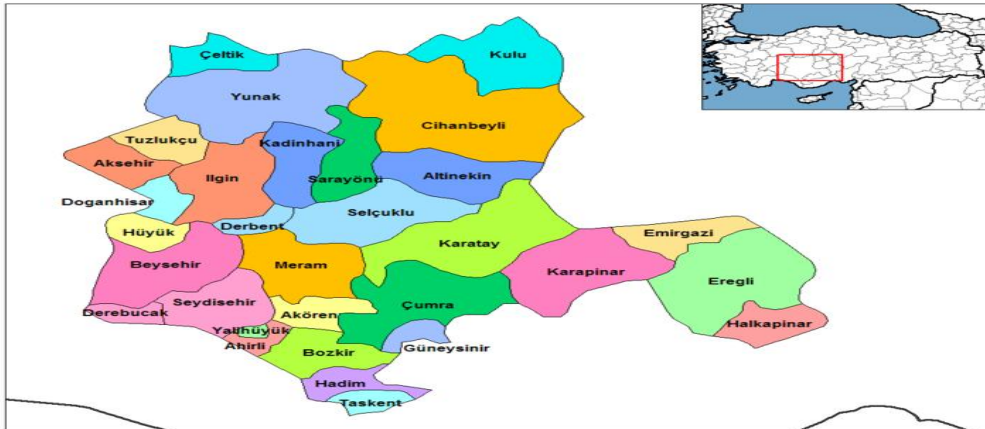 Çeltik
Kulu
Yunak
Cihanbeyli
Tuzlukçu
Kadinhani
Aksehir
Ilgin
Sarayönü
Altinekin
Doganhisar
Selçuklu
Derbent
Hüyük
Karatay
Emirgazi
Beysehir
Meram
Karapinar
Eregli
Seydisehir
Derebucak
Akören
Çumra
Halkapinar
Yalihüyük
Ahirli
Bozkir
Güneysinir
Hadim
Taskent